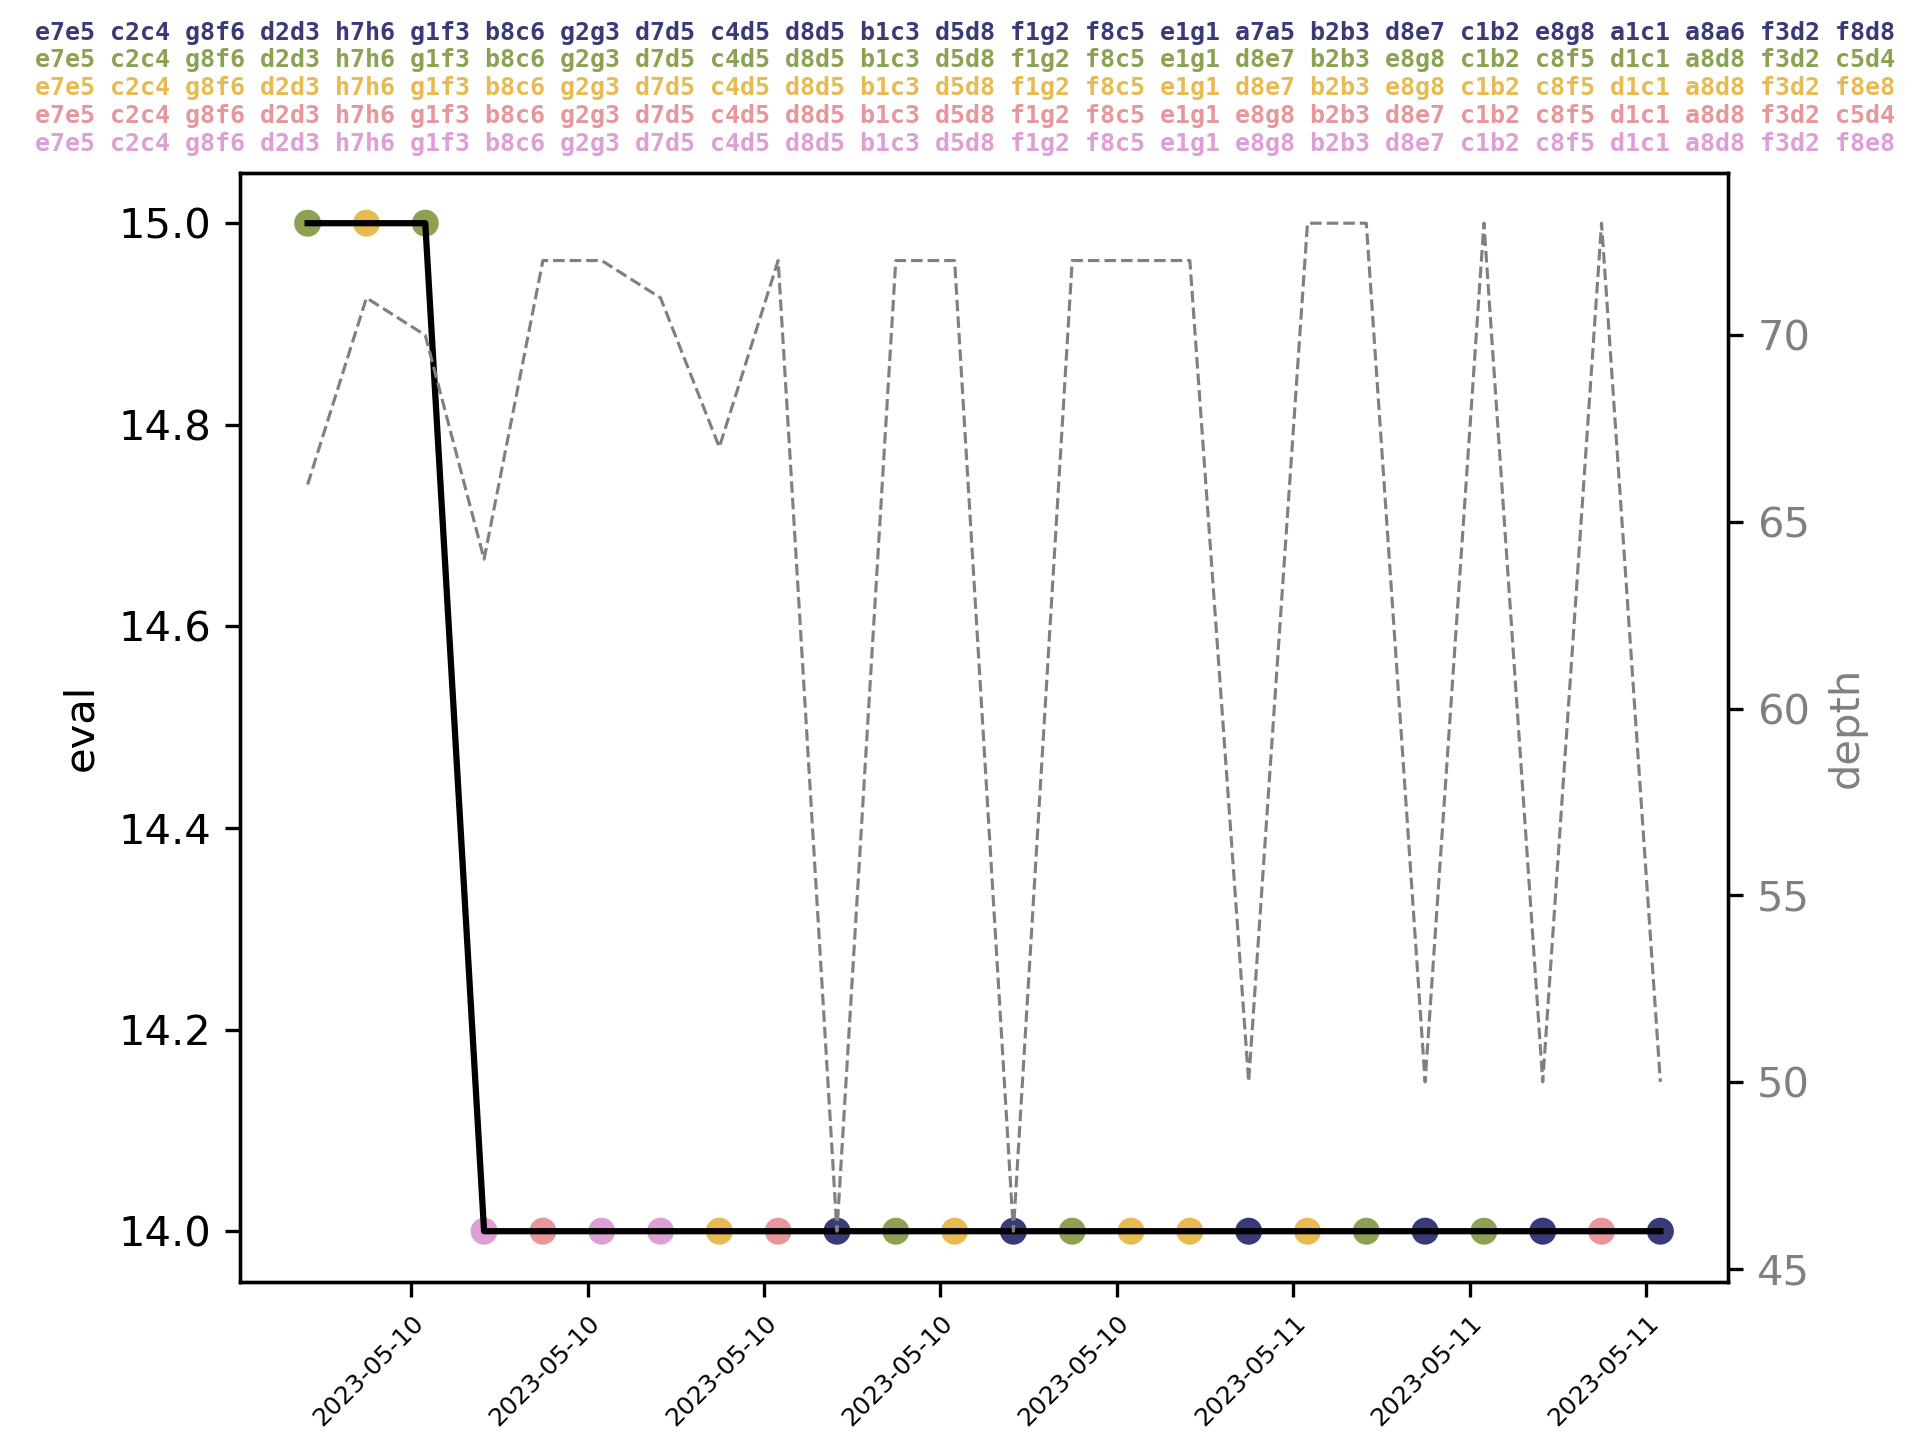 e7e5 c2c4 g8f6 d2d3 h7h6 g1f3 b8c6 g2g3 d7d5 c4d5 d8d5 b1c3 d5d8 f1g2 f8c5 e1g1 a7a5 b2b3 d8e7 c1b2 e8g8 a1c1 a8a6 f3d2 f8d8
e7e5 c2c4 g8f6 d2d3 h7h6 g1f3 b8c6 g2g3 d7d5 c4d5 d8d5 b1c3 d5d8 f1g2 f8c5 e1g1 d8e7 b2b3 e8g8 c1b2 c8f5 d1c1 a8d8 f3d2 c5d4
e7e5 c2c4 g8f6 d2d3 h7h6 g1f3 b8c6 g2g3 d7d5 c4d5 d8d5 b1c3 d5d8 f1g2 f8c5 e1g1 d8e7 b2b3 e8g8 c1b2 c8f5 d1c1 a8d8 f3d2 f8e8
e7e5 c2c4 g8f6 d2d3 h7h6 g1f3 b8c6 g2g3 d7d5 c4d5 d8d5 b1c3 d5d8 f1g2 f8c5 e1g1 e8g8 b2b3 d8e7 c1b2 c8f5 d1c1 a8d8 f3d2 c5d4
e7e5 c2c4 g8f6 d2d3 h7h6 g1f3 b8c6 g2g3 d7d5 c4d5 d8d5 b1c3 d5d8 f1g2 f8c5 e1g1 e8g8 b2b3 d8e7 c1b2 c8f5 d1c1 a8d8 f3d2 f8e8
15.0
14.8
14.6
14.4
14.2
14.0
eval
70
65
60
55
50
45
depth
2023-05-10
2023-05-10
2023-05-10
2023-05-10
2023-05-10
2023-05-11
2023-05-11
2023-05-11